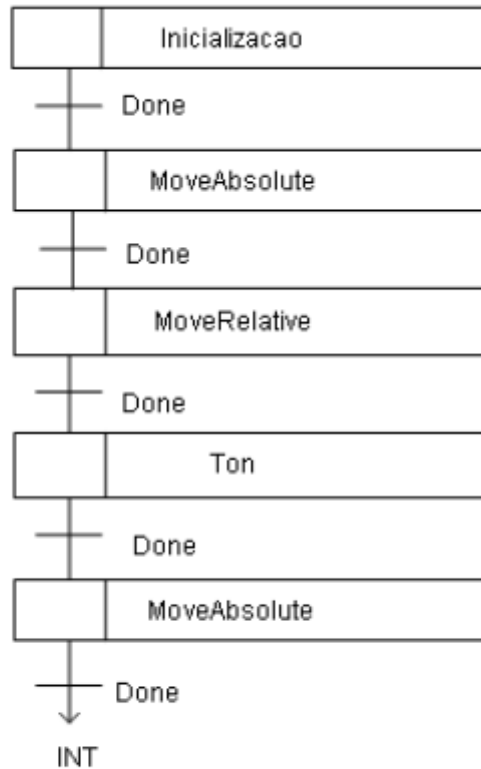 Inicializacao
Done
MoveAbsolute
Done
MoveRelative
Done
Ton
Done
MoveAbsolute
Done
INT